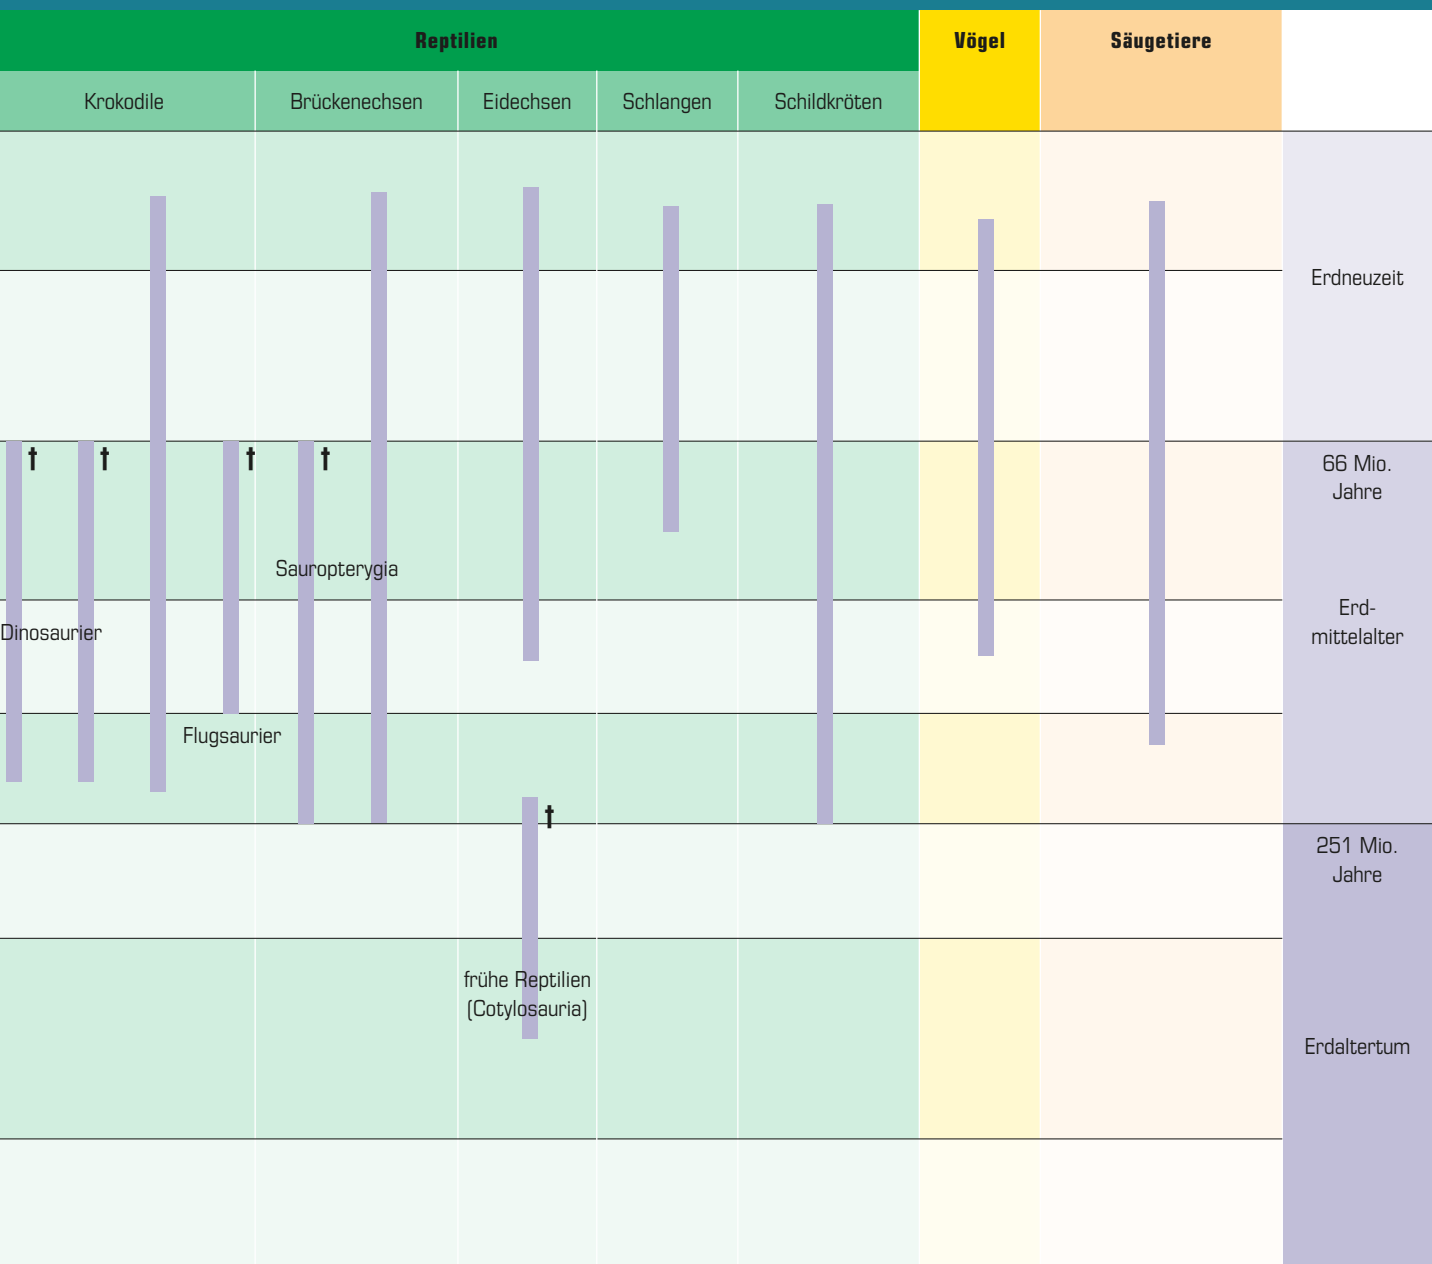 Reptilien
Vögel
Säugetiere
Krokodile
Brückenechsen
Eidechsen
Schlangen
Schildkröten
Erdneuzeit
†
†
†
†
66 Mio.
Jahre
Sauropterygia
Erd-
mittelalter
Dinosaurier
Flugsaurier
†
251 Mio.
Jahre
frühe Reptilien
(Cotylosauria)
Erdaltertum